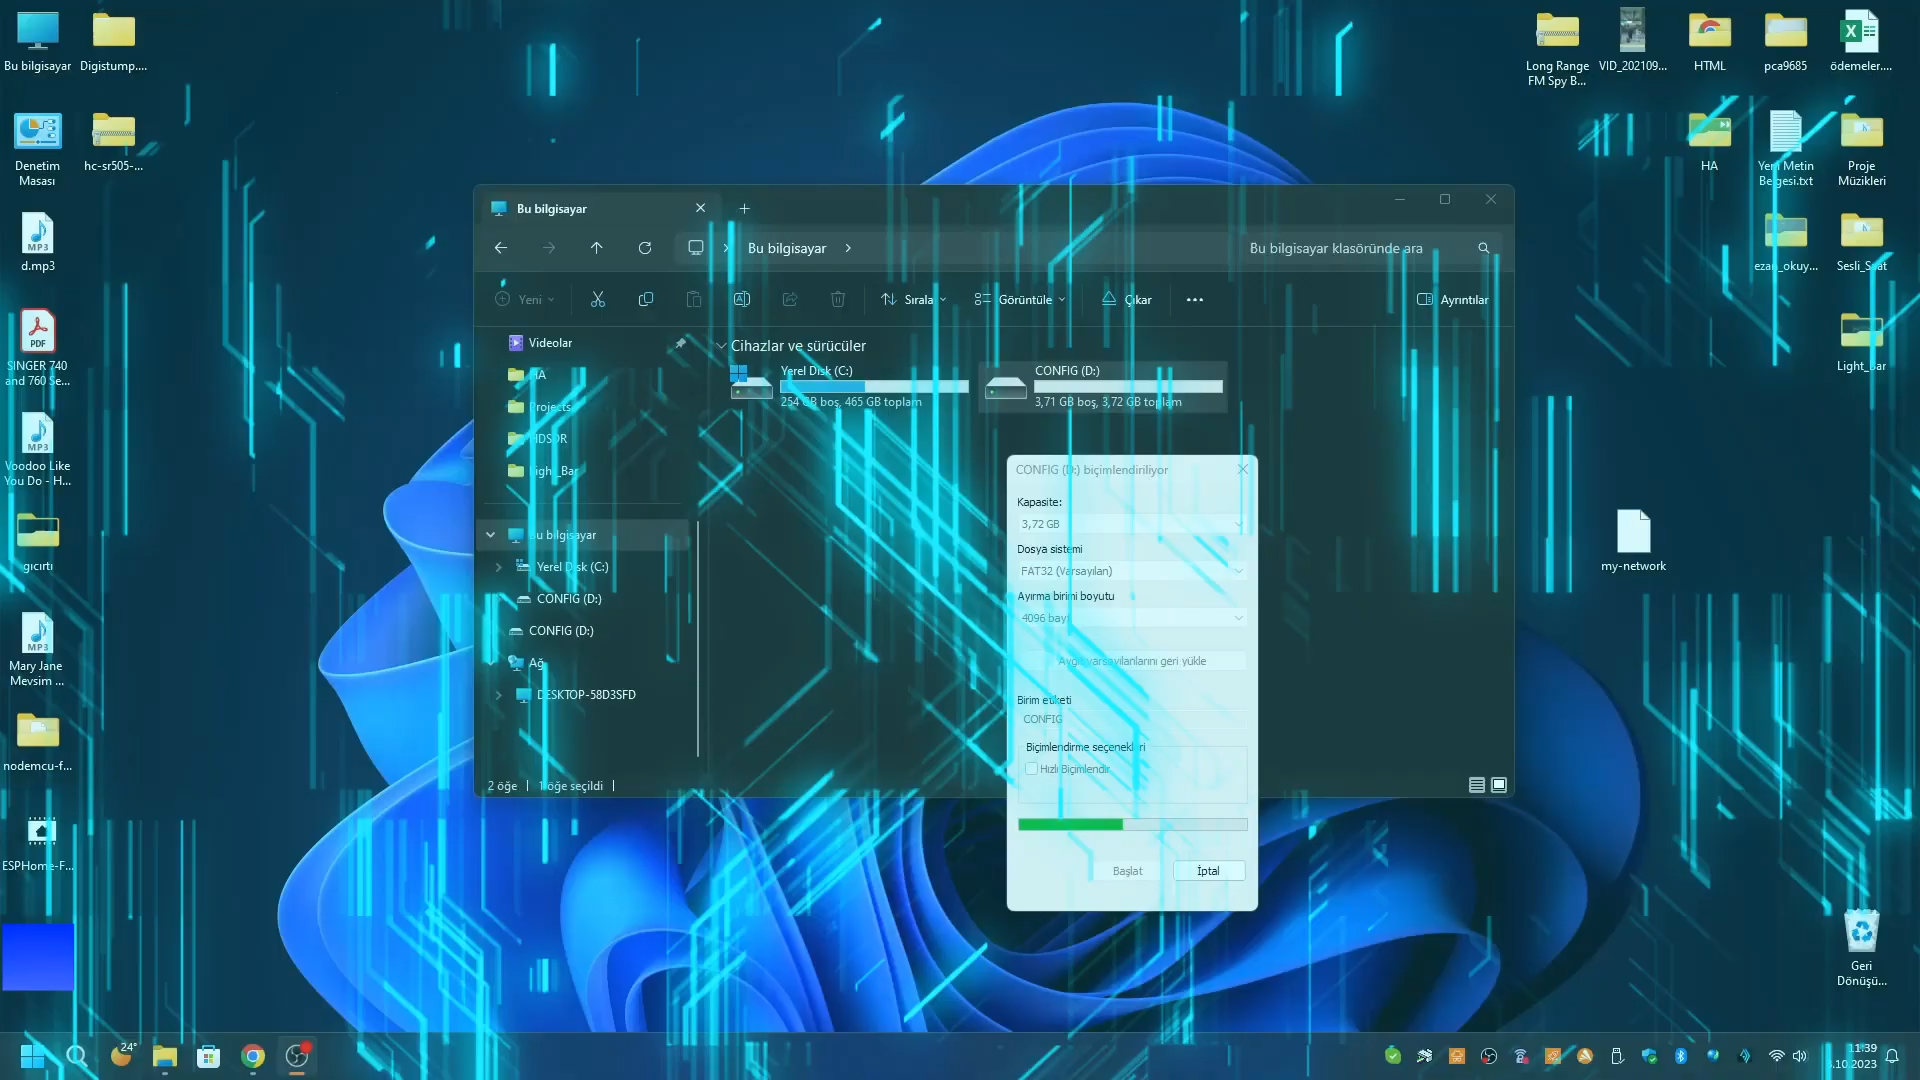 Bu bilgisayar
Digistump....
Denetim
Masası
hc-sr505-...
MP3
d.mp3
PDF
SINGER 740
and 760 Se...
MP3
Voodoo Like
You Do - H...
gıcırtı
MP3
Mary Jane
Mevsim ...
nodemcu-f...
ESPHome-F...
Long Range
FM Spy B...
VID_202109...
HTML
pca9685
ödemeler....
HA
Yeni Metin
Belgesi.txt
Proje
Müzikleri
ezan_okuy...
Sesli_Saat
Light_Bar
my-network
Geri
Dönüşü...
Bu bilgisayar
Bu bilgisayar
Bu bilgisayar klasöründe ara
Yeni
Sırala
Görüntüle
Çıkar
Ayrıntılar
Videolar
HA
Projects
HDSDR
Light_Bar
Bu bilgisayar
Yerel Disk (C:)
CONFIG (D:)
CONFIG (D:)
Ağ
DESKTOP-58D3SFD
Cihazlar ve sürücüler
Yerel Disk (C:)
254 GB boş, 465 GB toplam
CONFIG (D:)
3,71 GB boş, 3,72 GB toplam
2 öğe
1 öğe seçildi
CONFIG (D:) biçimlendiriliyor
Kapasite:
3,72 GB
Dosya sistemi
FAT32 (Varsayılan)
Ayırma birimi boyutu
4096 bayt
Aygıt varsayılanlarını geri yükle
Birim etiketi
CONFIG
Biçimlendirme seçenekleri
Hızlı Biçimlendir
Başlat
İptal
24°
11:39
.10.2023